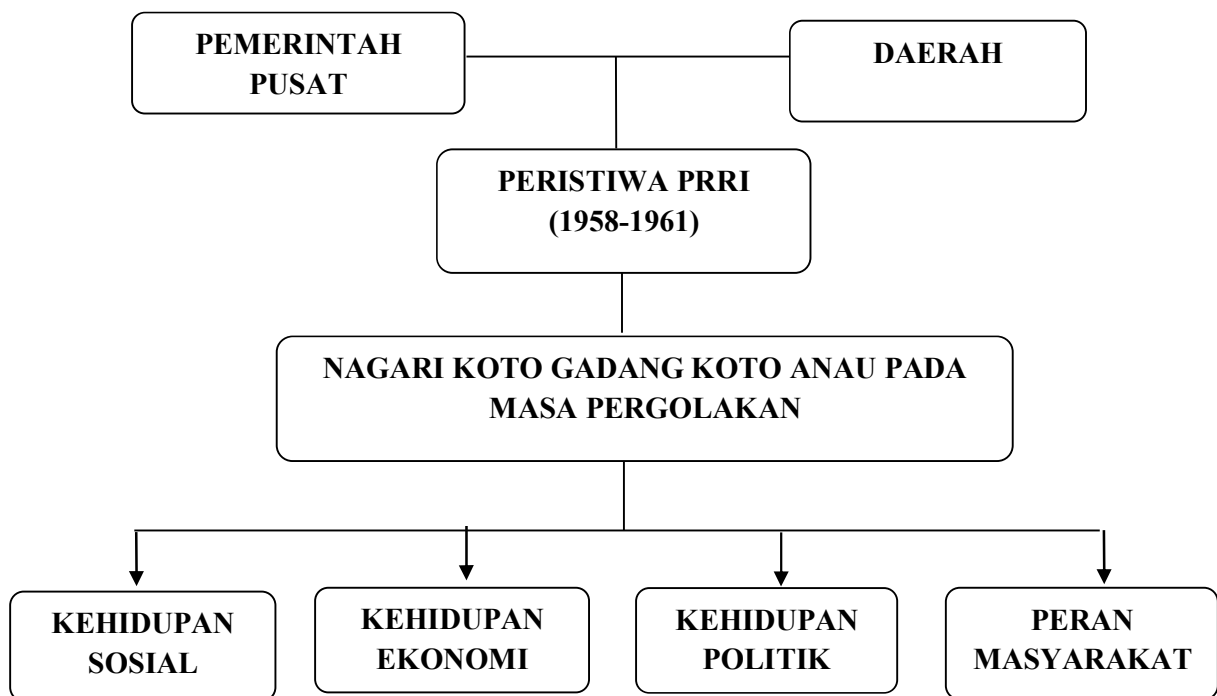 PEMERINTAH
PUSAT
DAERAH
PERISTIWA PRRI
(1958-1961)
NAGARI KOTO GADANG KOTO ANAU PADA
MASA PERGOLAKAN
KEHIDUPAN
SOSIAL
KEHIDUPAN
EKONOMI
KEHIDUPAN
POLITIK
PERAN
MASYARAKAT